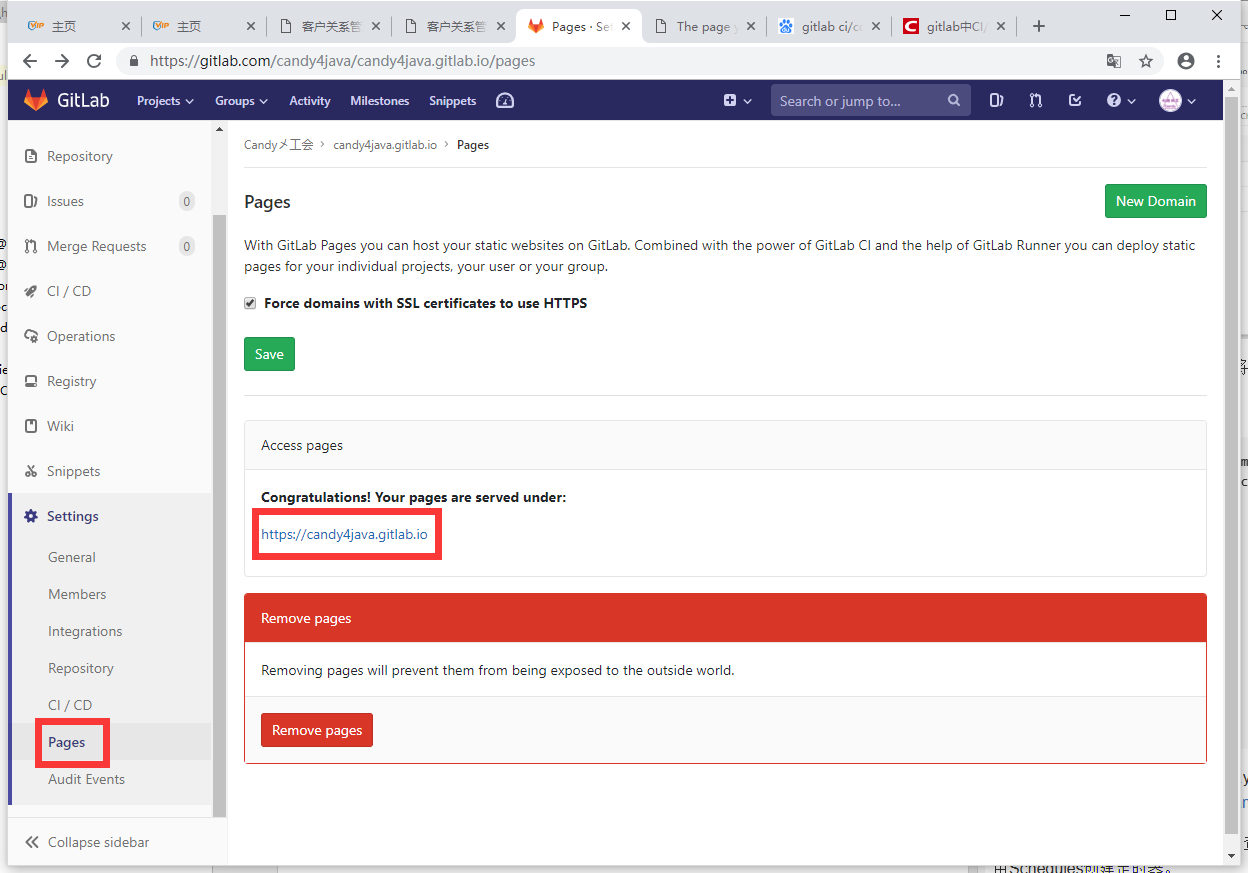 主页
主页
客户关系管
客户关系管
Pages · Set
The page y
gitlab ci/co
gitlab中CI/
https://gitlab.com/candy4java/candy4java.gitlab.io/pages
GitLab
Projects
Groups
Activity
Milestones
Snippets
Search or jump to...
Repository
Issues
0
Merge Requests
0
CI / CD
Operations
Registry
Wiki
Snippets
Settings
General
Members
Integrations
Repository
CI / CD
Pages
Audit Events
Collapse sidebar
Candyメ工会 › candy4java.gitlab.io › Pages
Pages
New Domain
With GitLab Pages you can host your static websites on GitLab. Combined with the power of GitLab CI and the help of GitLab Runner you can deploy static
pages for your individual projects, your user or your group.
Force domains with SSL certificates to use HTTPS
Save
Access pages
Congratulations! Your pages are served under:
https://candy4java.gitlab.io
Remove pages
Removing pages will prevent them from being exposed to the outside world.
Remove pages
用Schedules创建定时器。